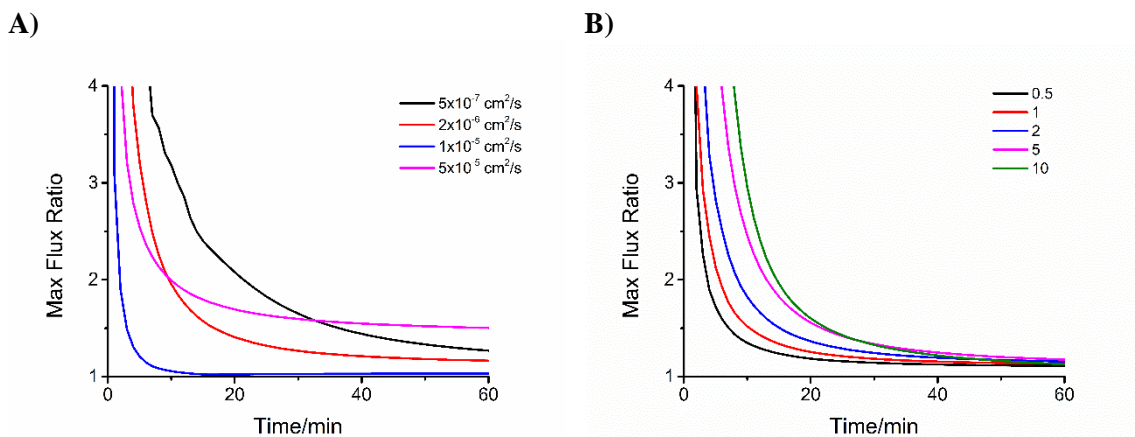 A)
Max Flux Ratio
4
3
2
1
0
20
40
60
Time/min
5x10⁻⁷ cm²/s
2x10⁻⁶ cm²/s
1x10⁻⁵ cm²/s
5x10⁻⁵ cm²/s
B)
Max Flux Ratio
4
3
2
1
0
20
40
60
Time/min
0.5
1
2
5
10